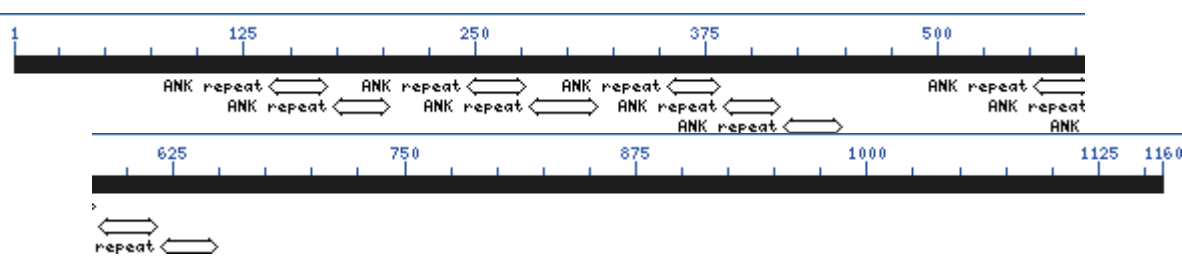 1 125 250 375 500
ANK repeat ANK repeat ANK repeat ANK repeat
ANK repeat ANK repeat ANK repeat ANK repeat
ANK repeat ANK
625 750 875 1000 1125 1160
repeat